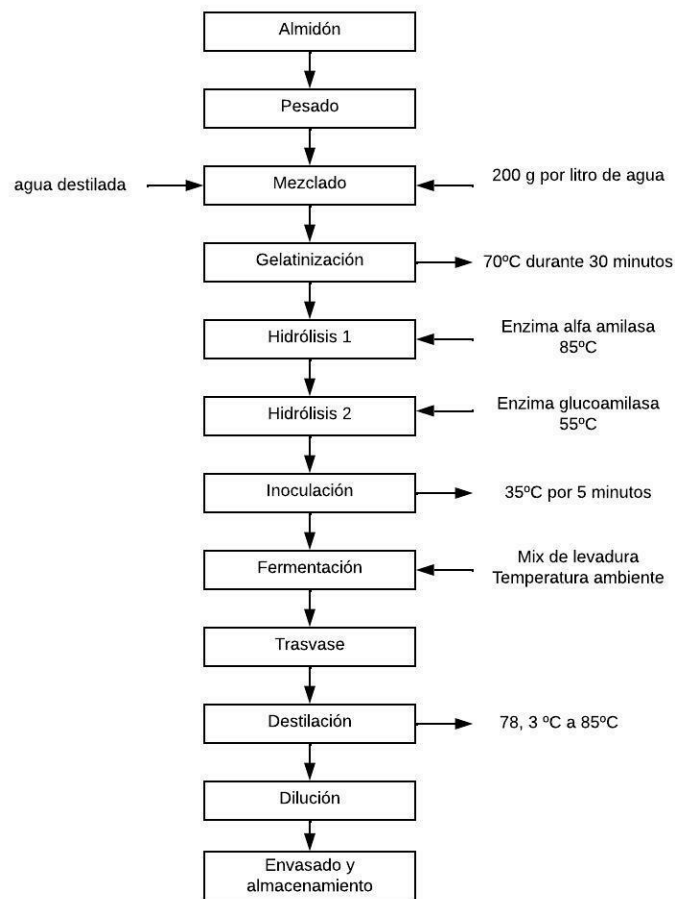 Almidón
Pesado
agua destilada
Mezclado
200 g por litro de agua
Gelatinización
70ºC durante 30 minutos
Hidrólisis 1
Enzima alfa amilasa
85ºC
Hidrólisis 2
Enzima glucoamilasa
55ºC
Inoculación
35ºC por 5 minutos
Fermentación
Mix de levadura
Temperatura ambiente
Trasvase
Destilación
78, 3 ºC a 85ºC
Dilución
Envasado y
almacenamiento